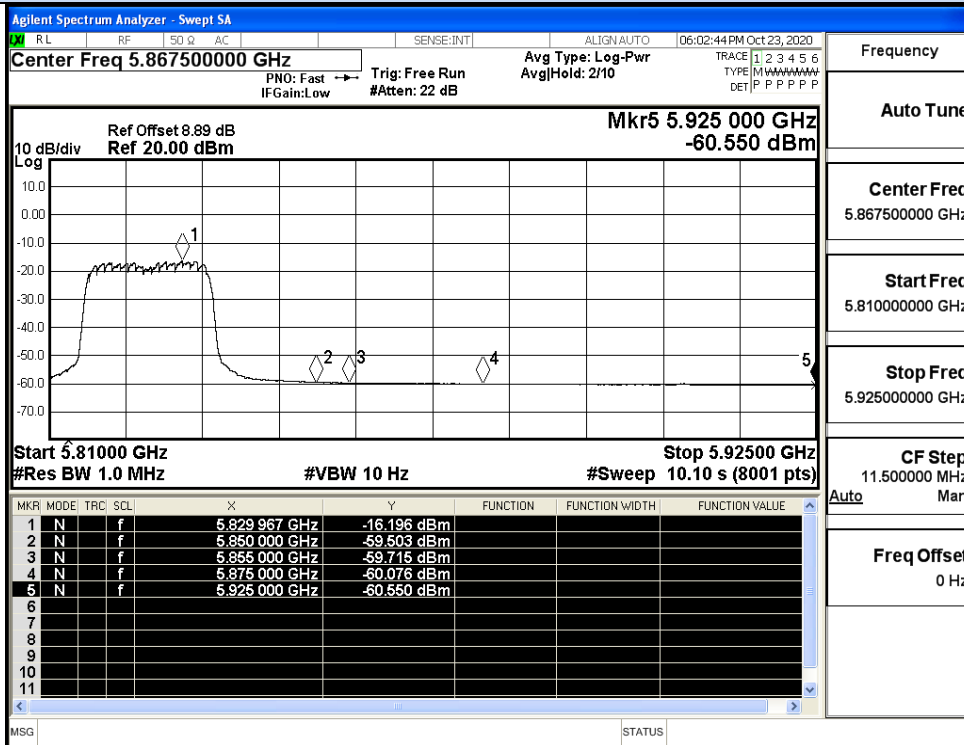 Agilent Spectrum Analyzer - Swept SA
LXI RL RF 50 Ω AC SENSE:INT ALIGN AUTO 06:02:44 PM Oct 23, 2020
Center Freq 5.867500000 GHz
PNO: Fast
IFGain:Low
Trig: Free Run
#Atten: 22 dB
Avg Type: Log-Pwr
Avg|Hold: 2/10
TRACE 1 2 3 4 5 6
TYPE M W W W W W
DET P P P P P P
Mkr5 5.925 000 GHz
-60.550 dBm
Ref Offset 8.89 dB
Ref 20.00 dBm
10 dB/div
Log
10.0
0.00
-10.0
-20.0
-30.0
-40.0
-50.0
-60.0
-70.0
1
2
3
4
5
Start 5.81000 GHz Stop 5.92500 GHz
#Res BW 1.0 MHz #VBW 10 Hz #Sweep 10.10 s (8001 pts)
MKR MODE TRC SCL X Y FUNCTION FUNCTION WIDTH FUNCTION VALUE
1 N f 5.829 967 GHz -16.196 dBm
2 N f 5.850 000 GHz -59.503 dBm
3 N f 5.855 000 GHz -59.715 dBm
4 N f 5.875 000 GHz -60.076 dBm
5 N f 5.925 000 GHz -60.550 dBm
6
7
8
9
10
11
MSG STATUS
Frequency
Auto Tune
Center Freq
5.867500000 GHz
Start Freq
5.810000000 GHz
Stop Freq
5.925000000 GHz
CF Step
11.500000 MHz
Auto Man
Freq Offset
0 Hz